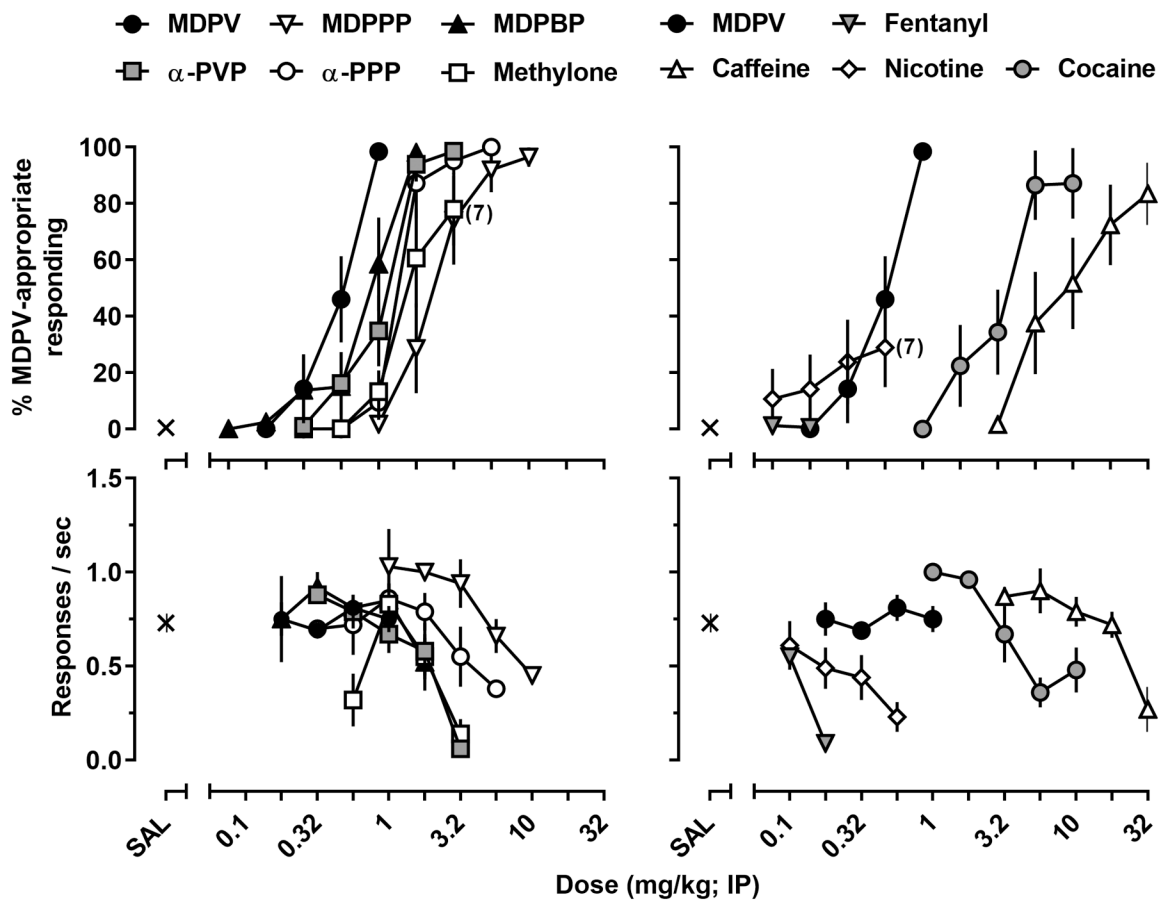 MDPV MDPPP MDPBP MDPV Fentanyl
α-PVP α-PPP Methylone Caffeine Nicotine Cocaine
% MDPV-appropriate
responding
100
80
60
40
20
0
(7)
(7)
Responses / sec
1.5
1.0
0.5
0.0
SAL 0.1 0.32 1 3.2 10 32 SAL 0.1 0.32 1 3.2 10 32
Dose (mg/kg; IP)